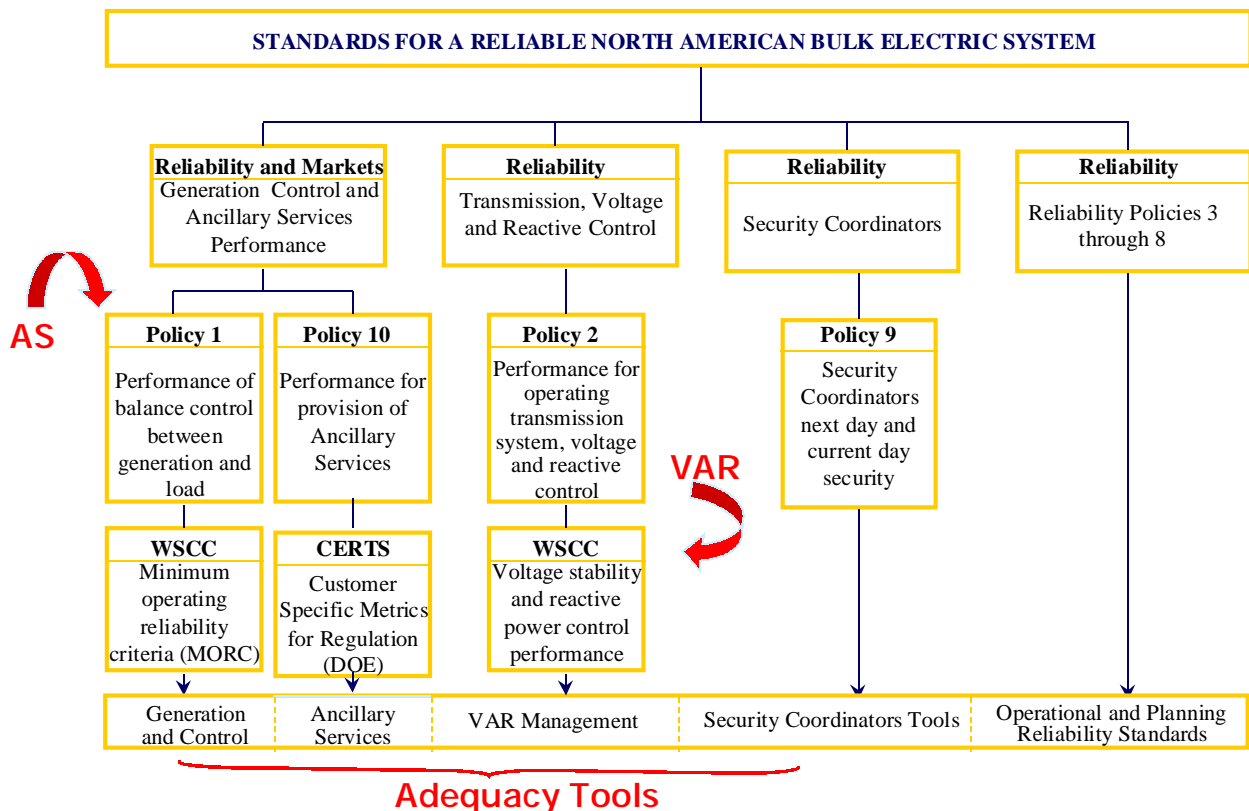 STANDARDS FOR A RELIABLE NORTH AMERICAN BULK ELECTRIC SYSTEM
Reliability and Markets
Generation Control and
Ancillary Services
Performance
Reliability
Transmission, Voltage
and Reactive Control
Reliability
Security Coordinators
Reliability
Reliability Policies 3
through 8
AS
Policy 1
Performance of
balance control
between
generation and
load
Policy 10
Performance for
provision of
Ancillary
Services
Policy 2
Performance for
operating
transmission
system, voltage
and reactive
control
VAR
Policy 9
Security
Coordinators
next day and
current day
security
WSCC
Minimum
operating
reliability
criteria (MORC)
CERTS
Customer
Specific Metrics
for Regulation
(DOE)
WSCC
Voltage stability
and reactive
power control
performance
Generation
and Control
Ancillary
Services
VAR Management
Security Coordinators Tools
Operational and Planning
Reliability Standards
Adequacy Tools